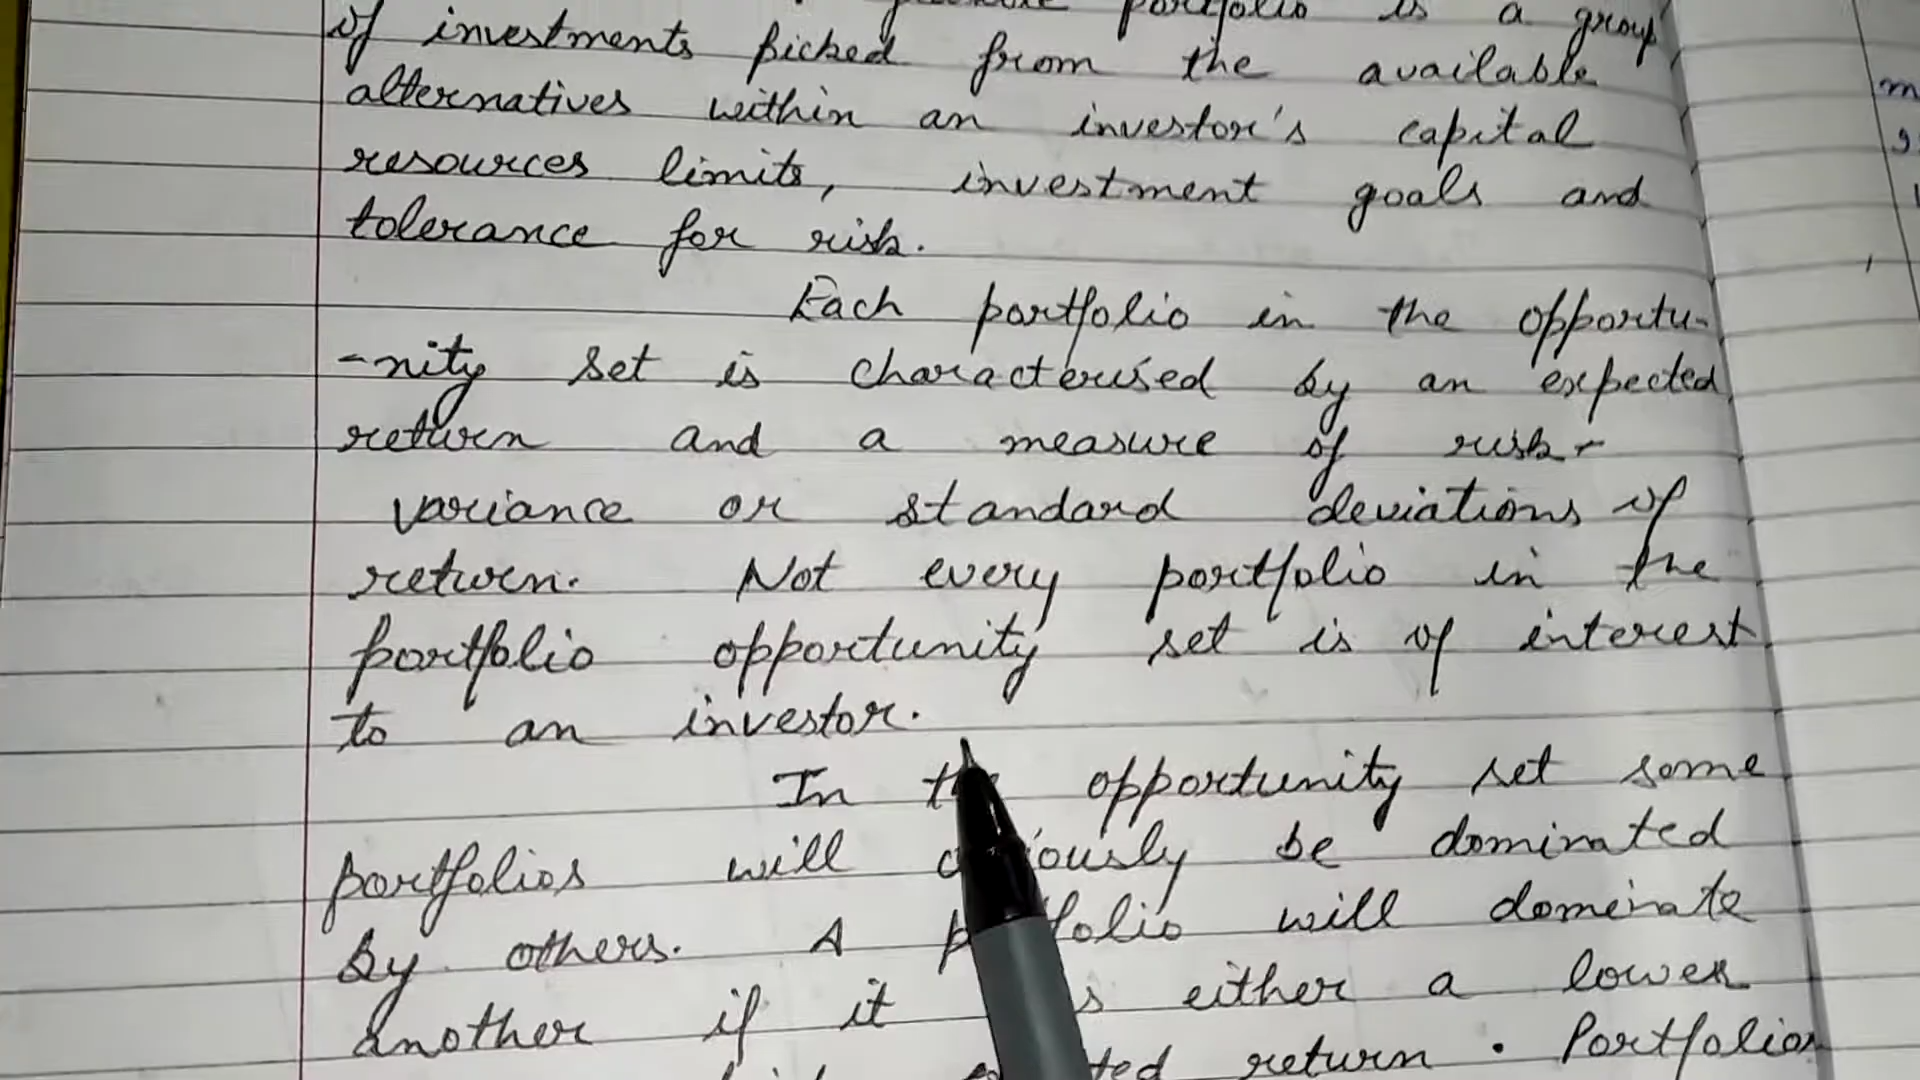 portfolio is a group
of investments picked from the available
alternatives within an investor's capital
resources limits, investment goals and
tolerance for risk.
Each portfolio in the opportu-
-nity set is characterised by an expected
return and a measure of risk -
variance or standard deviations of
return. Not every portfolio in the
portfolio opportunity set is of interest
to an investor.
In opportunity set some
portfolios will be dominated
by others. A will dominate
another if it either a lower
return. Portfolios